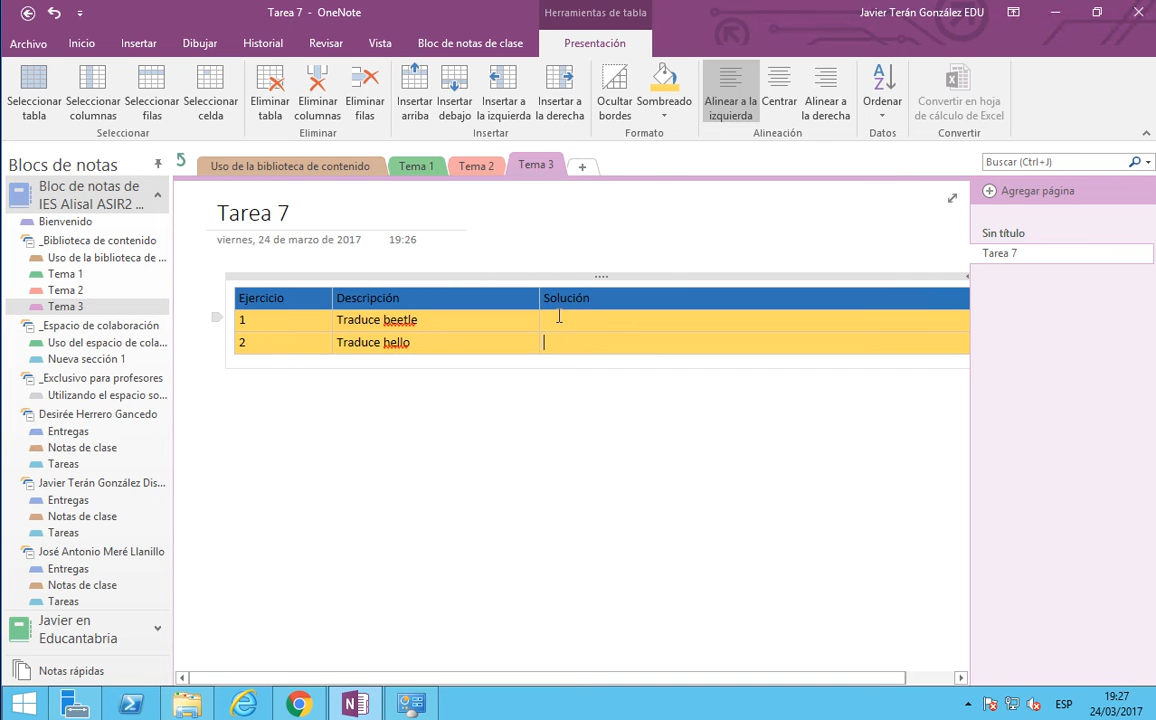 Tarea 7 - OneNote
Herramientas de tabla
Javier Terán González EDU
Archivo Inicio Insertar Dibujar Historial Revisar Vista Bloc de notas de clase Presentación
Seleccionar tabla
Seleccionar columnas
Seleccionar filas
Seleccionar celda
Seleccionar
Eliminar tabla
Eliminar columnas
Eliminar filas
Eliminar
Insertar arriba
Insertar debajo
Insertar a la izquierda
Insertar a la derecha
Insertar
Ocultar bordes
Sombreado
Formato
Alinear a la izquierda
Centrar
Alinear a la derecha
Alineación
A
Z
Ordenar
Datos
Convertir en hoja de cálculo de Excel
Convertir
Blocs de notas
Bloc de notas de
IES Alisal ASIR2 ...
Bienvenido
_Biblioteca de contenido
Uso de la biblioteca de ...
Tema 1
Tema 2
Tema 3
_Espacio de colaboración
Uso del espacio de cola...
Nueva sección 1
_Exclusivo para profesores
Utilizando el espacio so...
Desirée Herrero Gancedo
Entregas
Notas de clase
Tareas
Javier Terán González Dis...
Entregas
Notas de clase
Tareas
José Antonio Meré Llanillo
Entregas
Notas de clase
Tareas
Javier en
Educantabria
Notas rápidas
Uso de la biblioteca de contenido Tema 1 Tema 2 Tema 3 +
Buscar (Ctrl+J)
Tarea 7
viernes, 24 de marzo de 2017 19:26
Ejercicio Descripción Solución
1 Traduce beetle
2 Traduce hello
Agregar página
Sin título
Tarea 7
ESP
19:27
24/03/2017